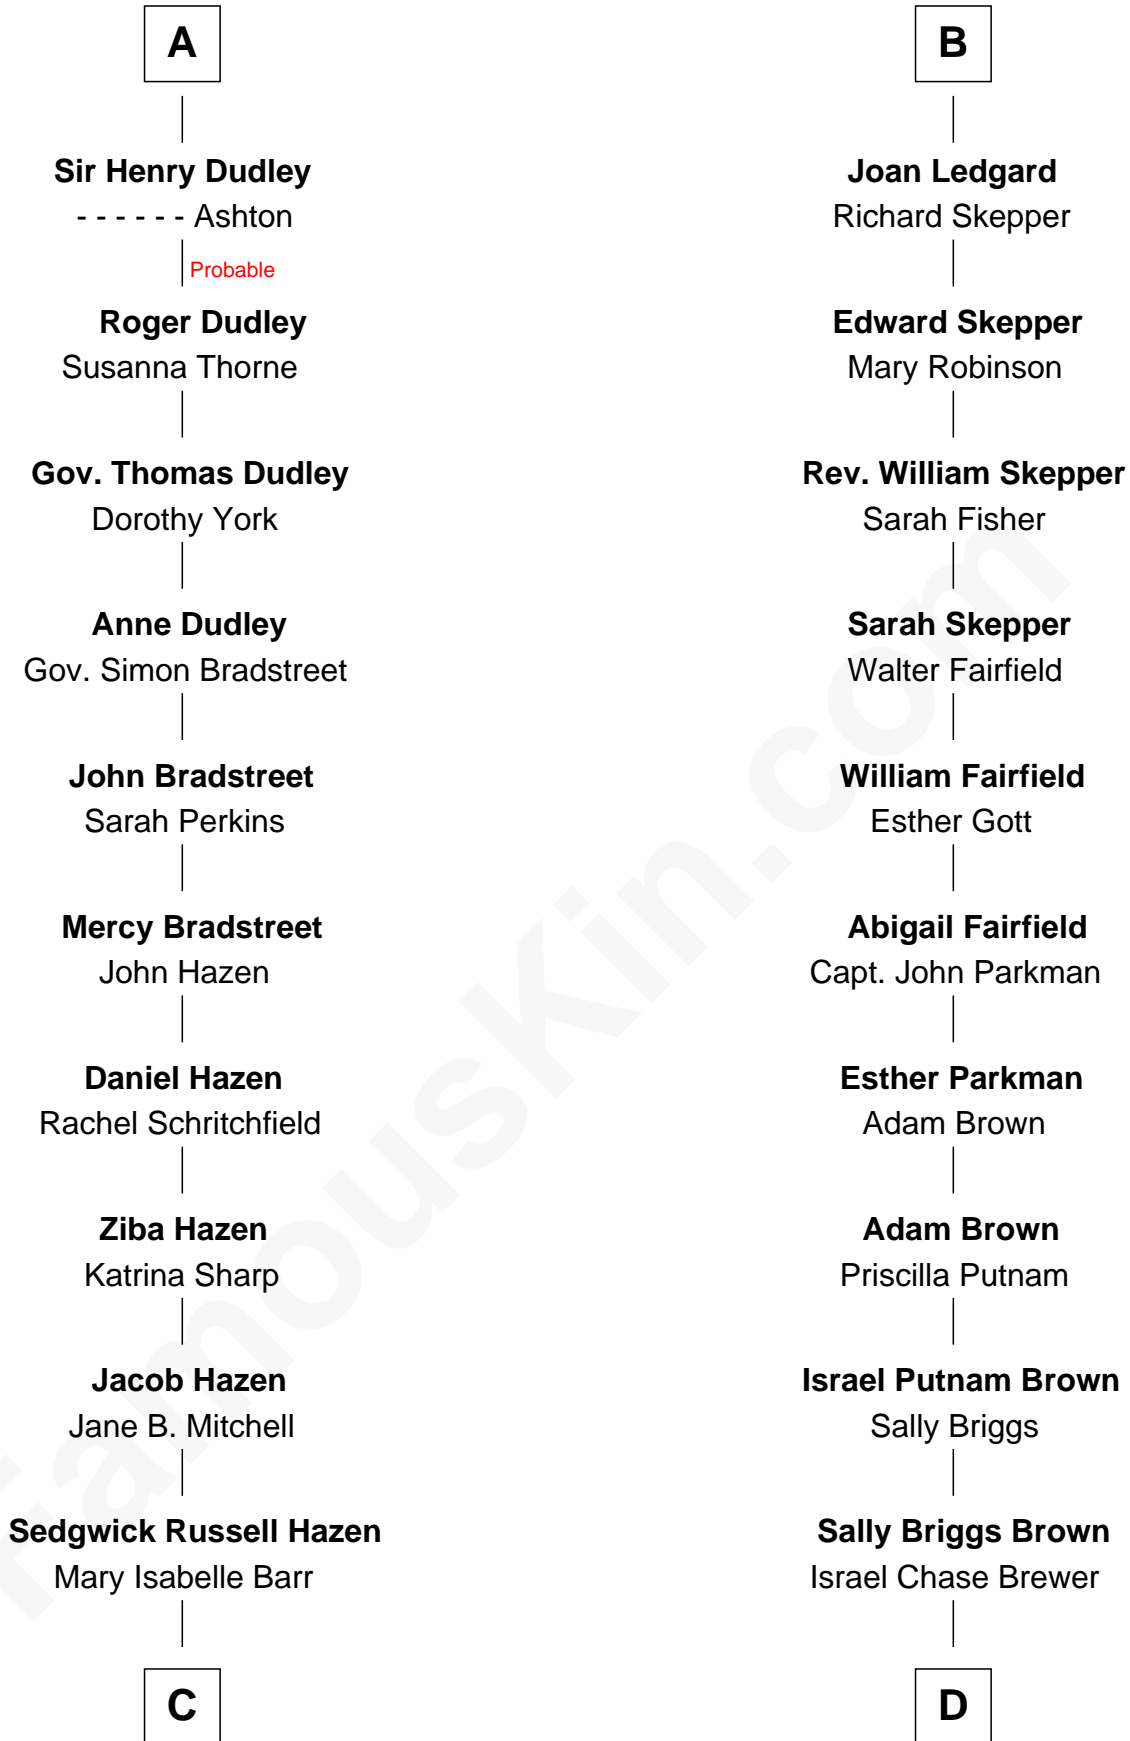 A
Sir Henry Dudley
- - - - - - Ashton
Probable
Roger Dudley
Susanna Thorne
Gov. Thomas Dudley
Dorothy York
Anne Dudley
Gov. Simon Bradstreet
John Bradstreet
Sarah Perkins
Mercy Bradstreet
John Hazen
Daniel Hazen
Rachel Schritchfield
Ziba Hazen
Katrina Sharp
Jacob Hazen
Jane B. Mitchell
Sedgwick Russell Hazen
Mary Isabelle Barr
C
B
Joan Ledgard
Richard Skepper
Edward Skepper
Mary Robinson
Rev. William Skepper
Sarah Fisher
Sarah Skepper
Walter Fairfield
William Fairfield
Esther Gott
Abigail Fairfield
Capt. John Parkman
Esther Parkman
Adam Brown
Adam Brown
Priscilla Putnam
Israel Putnam Brown
Sally Briggs
Sally Briggs Brown
Israel Chase Brewer
D
FamousKin.com